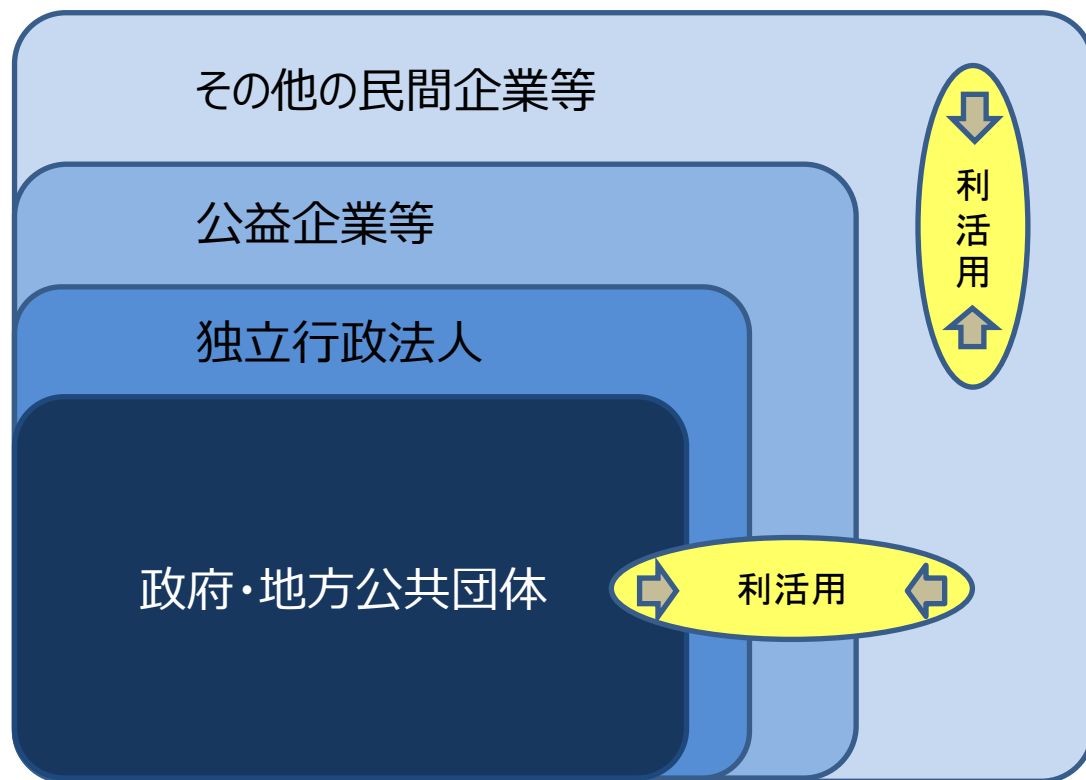 その他の民間企業等
利活用
公益企業等
独立行政法人
政府・地方公共団体
利活用